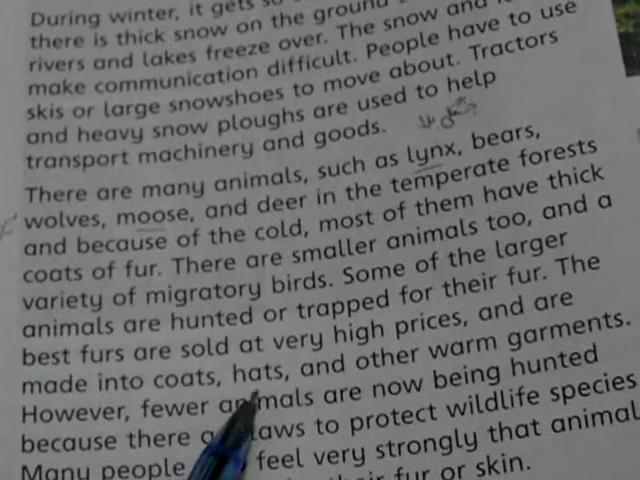 During winter, it gets so
there is thick snow on the ground
rivers and lakes freeze over. The snow and
make communication difficult. People have to use
skis or large snowshoes to move about. Tractors
and heavy snow ploughs are used to help
transport machinery and goods.
There are many animals, such as lynx, bears,
wolves, moose, and deer in the temperate forests
and because of the cold, most of them have thick
coats of fur. There are smaller animals too, and a
variety of migratory birds. Some of the larger
animals are hunted or trapped for their fur. The
best furs are sold at very high prices, and are
made into coats, hats, and other warm garments.
However, fewer animals are now being hunted
because there laws to protect wildlife species
Many people feel very strongly that animal
their fur or skin.